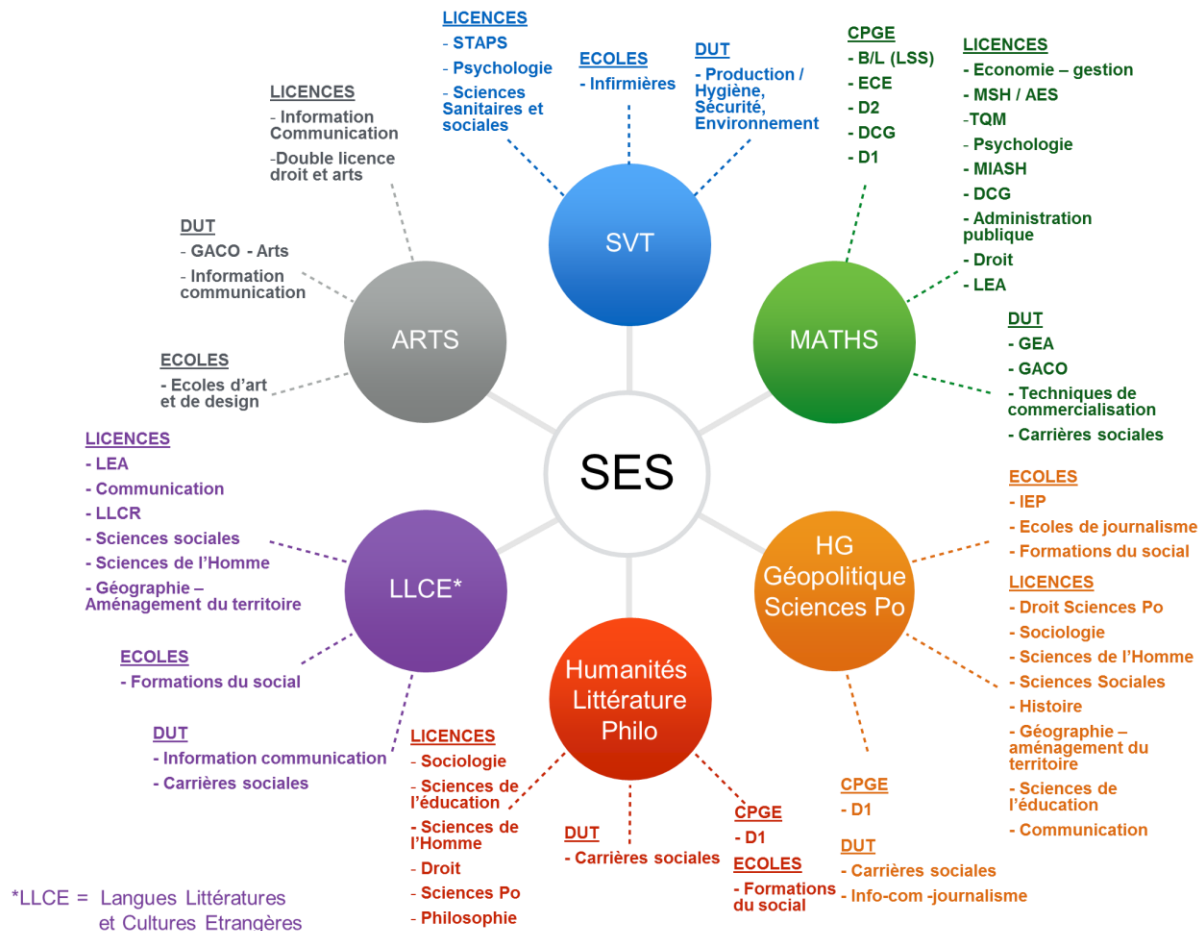 LICENCES
- STAPS
- Psychologie
- Sciences
Sanitaires et
sociales
ECOLES
- Infirmières
DUT
- Production /
Hygiène,
Sécurité,
Environnement
SVT
CPGE
- B/L (LSS)
- ECE
- D2
- DCG
- D1
LICENCES
- Economie – gestion
- MSH / AES
-TQM
- Psychologie
- MIASH
- DCG
- Administration
publique
- Droit
- LEA
DUT
- GEA
- GACO
- Techniques de
commercialisation
- Carrières sociales
MATHS
LICENCES
- Information
Communication
-Double licence
droit et arts
DUT
- GACO - Arts
- Information
communication
ECOLES
- Ecoles d'art
et de design
ARTS
SES
LICENCES
- LEA
- Communication
- LLCR
- Sciences sociales
- Sciences de l'Homme
- Géographie –
Aménagement du territoire
ECOLES
- Formations du social
DUT
- Information communication
- Carrières sociales
LLCE*
HG
Géopolitique
Sciences Po
ECOLES
- IEP
- Ecoles de journalisme
- Formations du social
LICENCES
- Droit Sciences Po
- Sociologie
- Sciences de l'Homme
- Sciences Sociales
- Histoire
- Géographie –
aménagement du
territoire
- Sciences de
l'éducation
- Communication
CPGE
- D1
DUT
- Carrières sociales
- Info-com -journalisme
Humanités
Littérature
Philo
LICENCES
- Sociologie
- Sciences de
l'éducation
- Sciences de
l'Homme
- Droit
- Sciences Po
- Philosophie
DUT
- Carrières sociales
CPGE
- D1
ECOLES
- Formations
du social
*LLCE = Langues Littératures
et Cultures Etrangères